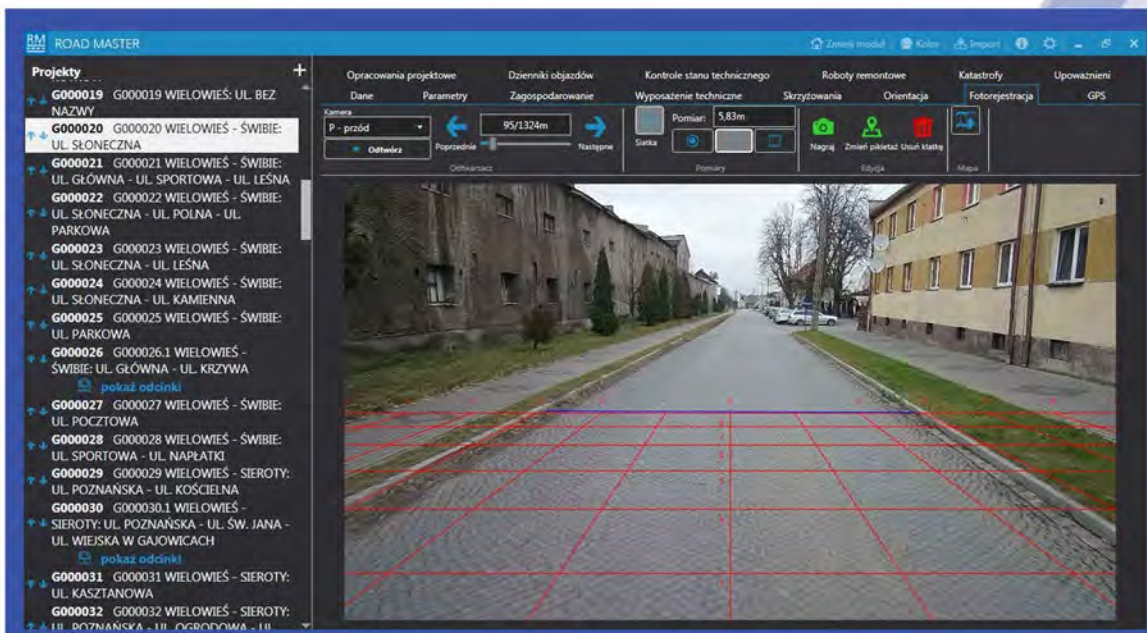 RM ROAD MASTER
Zmień moduł Kolor Import
Projekty +
G000019 G000019 WIELOWIEŚ: UL. BEZ
NAZWY
G000020 G000020 WIELOWIEŚ - ŚWIBIE:
UL. SŁONECZNA
G000021 G000021 WIELOWIEŚ - ŚWIBIE:
UL. GŁÓWNA - UL. SPORTOWA - UL. LEŚNA
G000022 G000022 WIELOWIEŚ - ŚWIBIE:
UL. SŁONECZNA - UL. POLNA - UL.
PARKOWA
G000023 G000023 WIELOWIEŚ - ŚWIBIE:
UL. SŁONECZNA - UL. LEŚNA
G000024 G000024 WIELOWIEŚ - ŚWIBIE:
UL. SŁONECZNA - UL. KAMIENNA
G000025 G000025 WIELOWIEŚ - ŚWIBIE:
UL. PARKOWA
G000026 G000026.1 WIELOWIEŚ -
ŚWIBIE: UL. GŁÓWNA - UL. KRZYWA
pokaż odcinki
G000027 G000027 WIELOWIEŚ - ŚWIBIE:
UL. POCZTOWA
G000028 G000028 WIELOWIEŚ - ŚWIBIE:
UL. SPORTOWA - UL. NAPŁATKI
G000029 G000029 WIELOWIEŚ - SIEROTY:
UL. POZNAŃSKA - UL. KOŚCIELNA
G000030 G000030.1 WIELOWIEŚ -
SIEROTY: UL. POZNAŃSKA - UL. ŚW. JANA -
UL. WIEJSKA W GAJOWICACH
pokaż odcinki
G000031 G000031 WIELOWIEŚ - SIEROTY:
UL. KASZTANOWA
G000032 G000032 WIELOWIEŚ - SIEROTY:
UL. POZNAŃSKA - UL. OGRODOWA - UL.
Opracowania projektowe Dzienniki objazdów Kontrole stanu technicznego Roboty remontowe Katastrofy Upoważnieni
Dane Parametry Zagospodarowanie Wyposażenie techniczne Skrzyżowania Orientacja Fotorejestracja GPS
Kamera
P - przód
Odtwórz
Poprzednie
95/1324m
Następne
Odtwarzacz
Siatka
Pomiar: 5,83m
Pomiary
Nagraj Zmień pikietaż Usuń klatkę
Edycja
Mapa